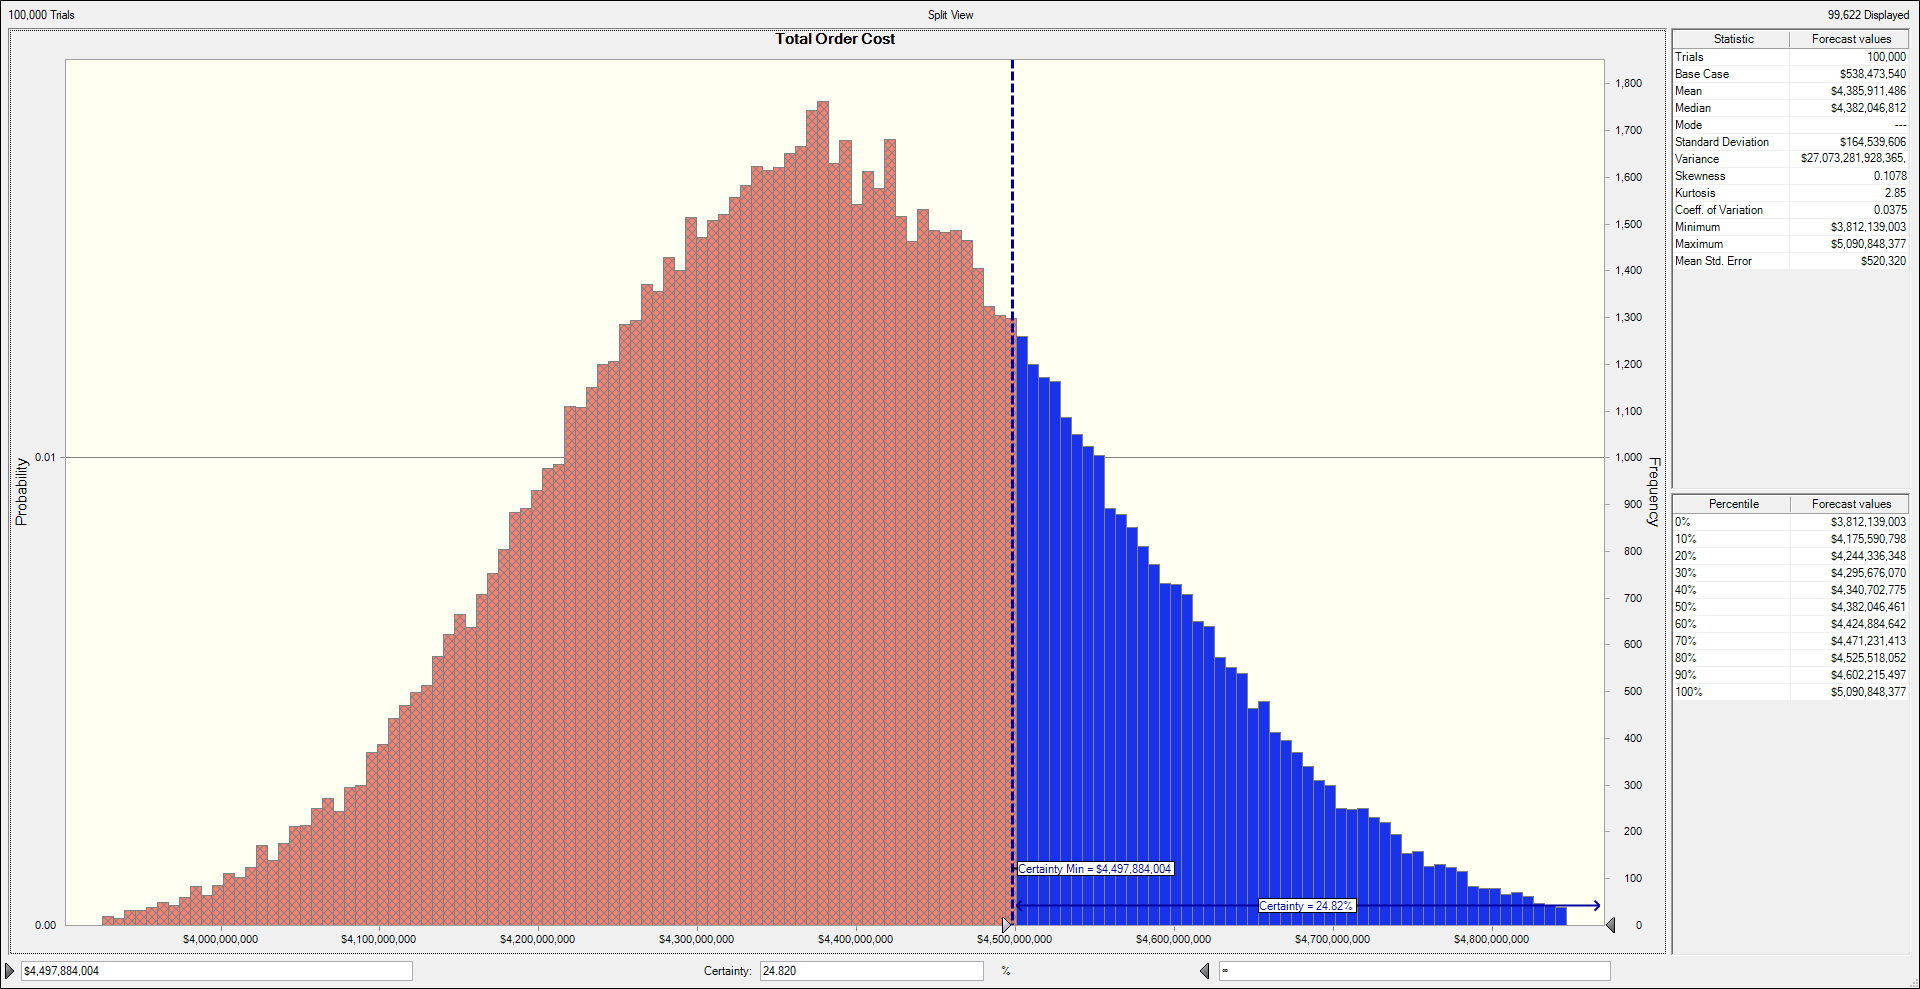 100,000 Trials
Split View
99,622 Displayed
Total Order Cost
Probability
0.01
0.00
1,800
1,700
1,600
1,500
1,400
1,300
1,200
1,100
1,000
900
800
700
600
500
400
300
200
100
0
Frequency
Certainty Min = $4,497,884,004
Certainty = 24.82%
$4,000,000,000
$4,100,000,000
$4,200,000,000
$4,300,000,000
$4,400,000,000
$4,500,000,000
$4,600,000,000
$4,700,000,000
$4,800,000,000
$4,497,884,004
Certainty: 24.820 %
∞
Statistic Forecast values
Trials 100,000
Base Case $538,473,540
Mean $4,385,911,486
Median $4,382,046,812
Mode ---
Standard Deviation $164,539,606
Variance $27,073,281,928,365,
Skewness 0.1078
Kurtosis 2.85
Coeff. of Variation 0.0375
Minimum $3,812,139,003
Maximum $5,090,848,377
Mean Std. Error $520,320
Percentile Forecast values
0% $3,812,139,003
10% $4,175,590,798
20% $4,244,336,348
30% $4,295,676,070
40% $4,340,702,775
50% $4,382,046,461
60% $4,424,884,642
70% $4,471,231,413
80% $4,525,518,052
90% $4,602,215,497
100% $5,090,848,377